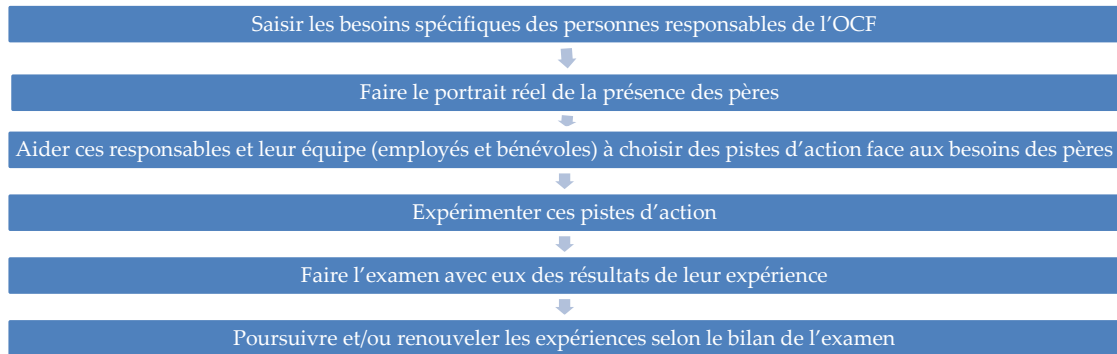 Saisir les besoins spécifiques des personnes responsables de l’OCF
Faire le portrait réel de la présence des pères
Aider ces responsables et leur équipe (employés et bénévoles) à choisir des pistes d’action face aux besoins des pères
Expérimenter ces pistes d’action
Faire l’examen avec eux des résultats de leur expérience
Poursuivre et/ou renouveler les expériences selon le bilan de l’examen